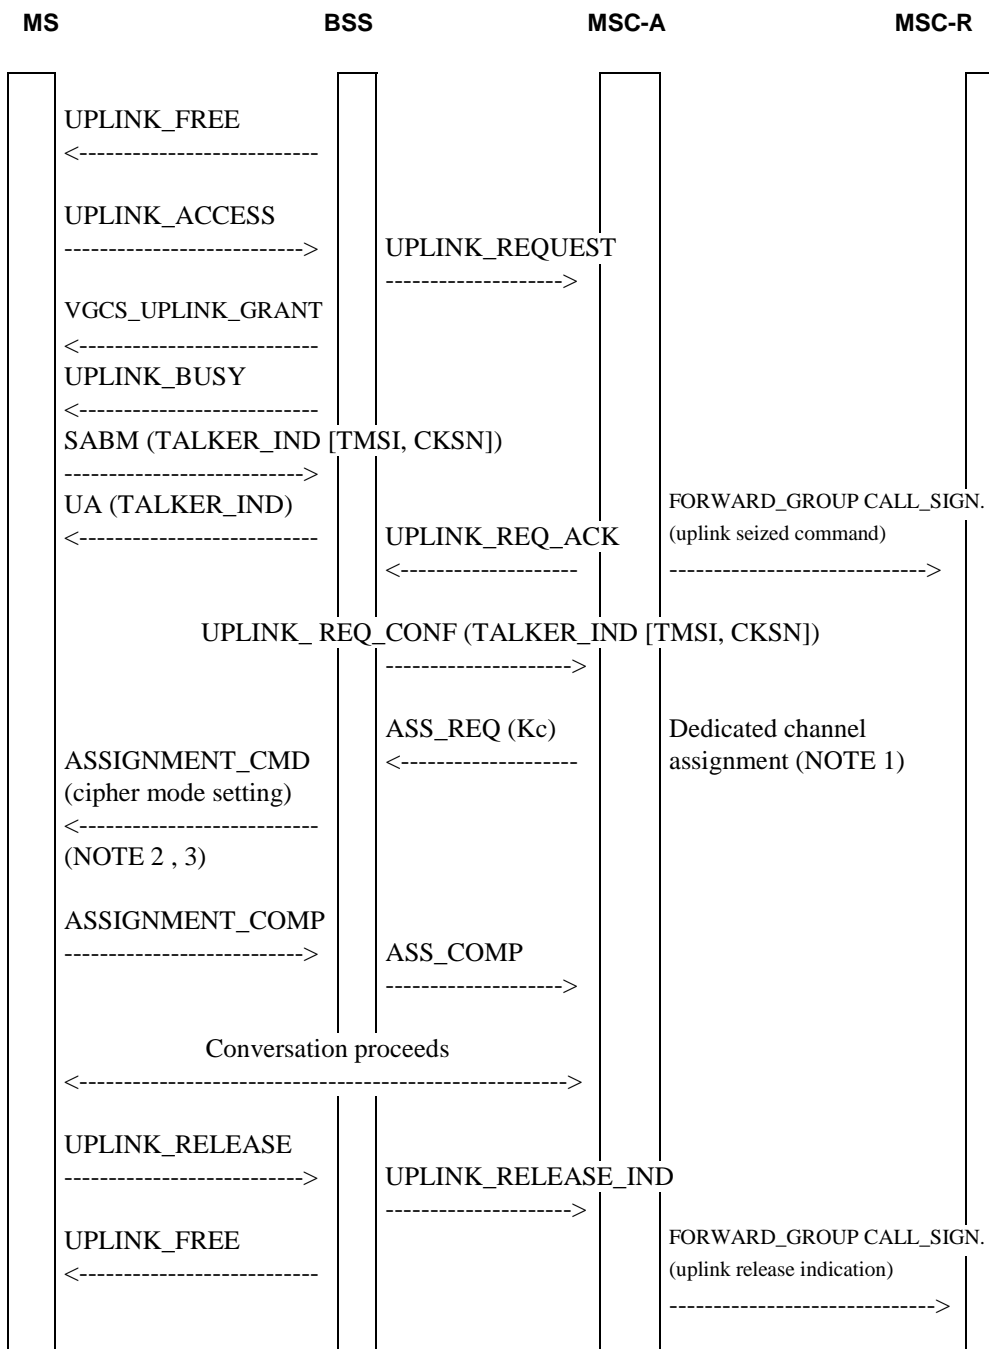 MS BSS MSC-A MSC-R
UPLINK_FREE
<---------------------------
UPLINK_ACCESS
--------------------------->
UPLINK_REQUEST
-------------------->
VGCS_UPLINK_GRANT
<---------------------------
UPLINK_BUSY
<---------------------------
SABM (TALKER_IND [TMSI, CKSN])
--------------------------->
UA (TALKER_IND)
<---------------------------
FORWARD_GROUP CALL_SIGN.
(uplink seized command)
----------------------------->
UPLINK_REQ_ACK
<--------------------
UPLINK_ REQ_CONF (TALKER_IND [TMSI, CKSN])
--------------------->
ASS_REQ (Kc)
<--------------------
Dedicated channel
assignment (NOTE 1)
ASSIGNMENT_CMD
(cipher mode setting)
<---------------------------
(NOTE 2 , 3)
ASSIGNMENT_COMP
--------------------------->
ASS_COMP
-------------------->
Conversation proceeds
<------------------------------------------------------->
UPLINK_RELEASE
--------------------------->
UPLINK_RELEASE_IND
--------------------->
UPLINK_FREE
<---------------------------
FORWARD_GROUP CALL_SIGN.
(uplink release indication)
------------------------------>